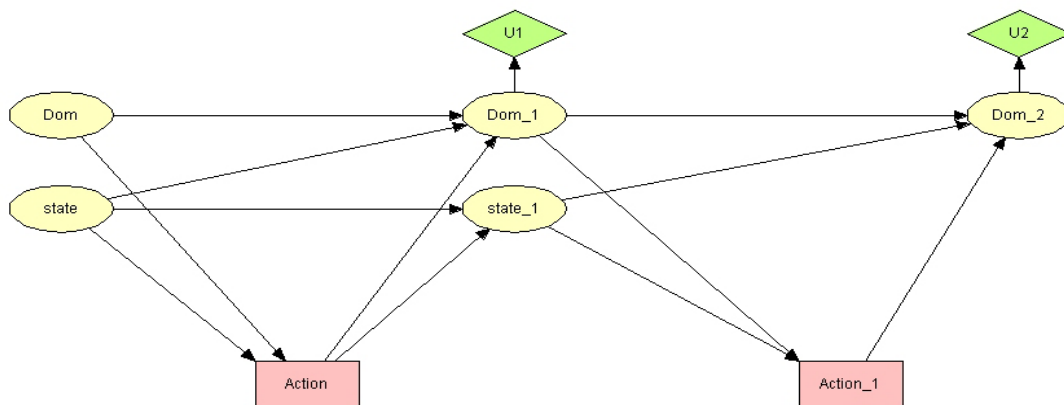 U1
U2
Dom
Dom_1
Dom_2
state
state_1
Action
Action_1